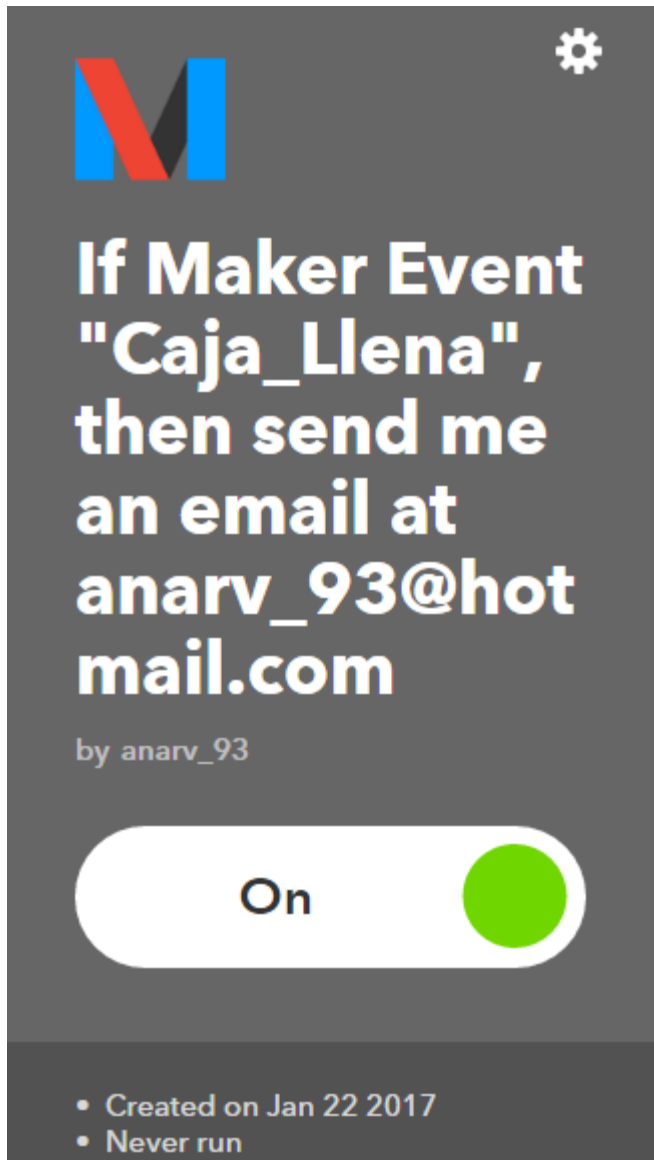 If Maker Event
"Caja_Llena",
then send me
an email at
anarv_93@hot
mail.com
by anarv_93
On
• Created on Jan 22 2017
• Never run